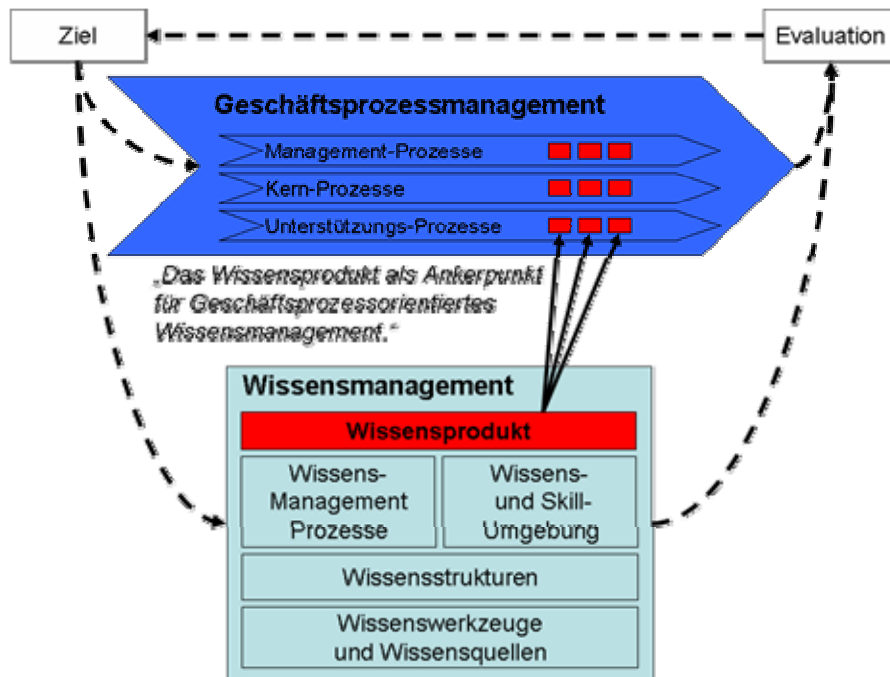 Ziel
Evaluation
Geschäftsprozessmanagement
Management-Prozesse
Kern-Prozesse
Unterstützungs-Prozesse
„Das Wissensprodukt als Ankerpunkt
für Geschäftsprozessorientiertes
Wissensmanagement.“
Wissensmanagement
Wissensprodukt
Wissens-
Management
Prozesse
Wissens-
und Skill-
Umgebung
Wissensstrukturen
Wissenswerkzeuge
und Wissensquellen